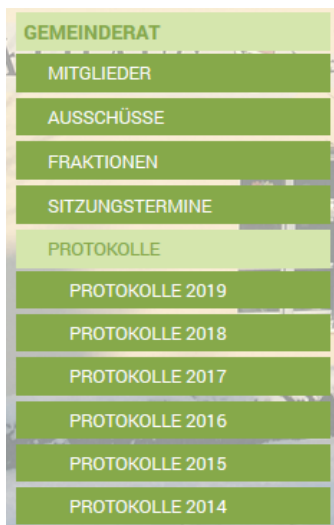 GEMEINDERAT
MITGLIEDER
AUSSCHÜSSE
FRAKTIONEN
SITZUNGSTERMINE
PROTOKOLLE
PROTOKOLLE 2019
PROTOKOLLE 2018
PROTOKOLLE 2017
PROTOKOLLE 2016
PROTOKOLLE 2015
PROTOKOLLE 2014